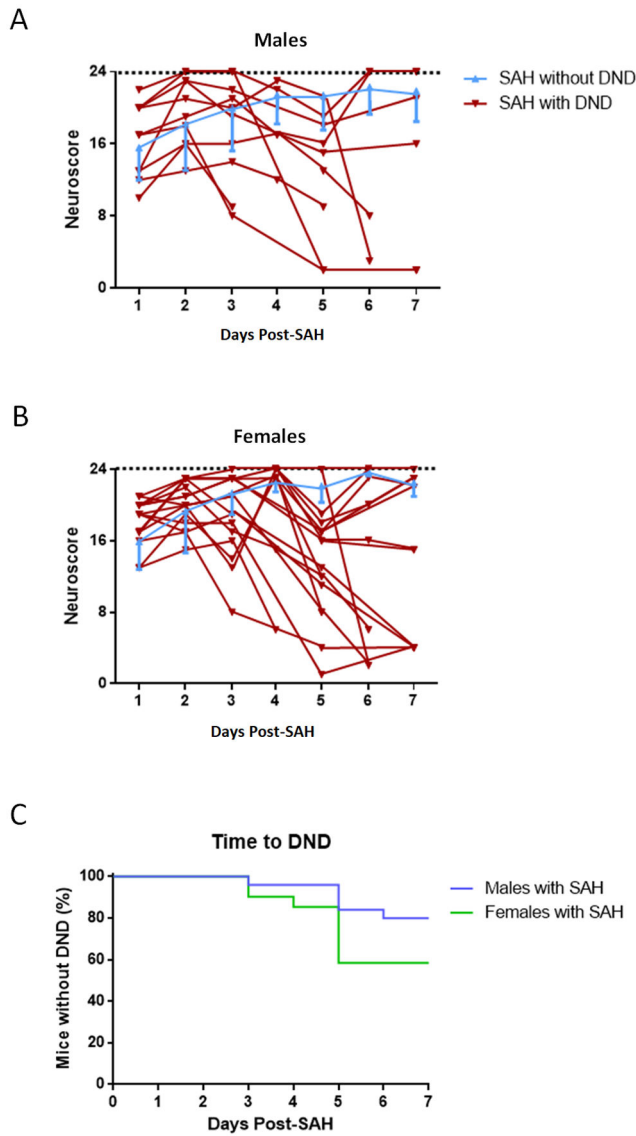 A
Males
24
16
8
0
Neuroscore
1 2 3 4 5 6 7
Days Post-SAH
SAH without DND
SAH with DND
B
Females
24
16
8
0
Neuroscore
1 2 3 4 5 6 7
Days Post-SAH
C
Time to DND
100
80
60
40
20
0
Mice without DND (%)
0 1 2 3 4 5 6 7
Days Post-SAH
Males with SAH
Females with SAH